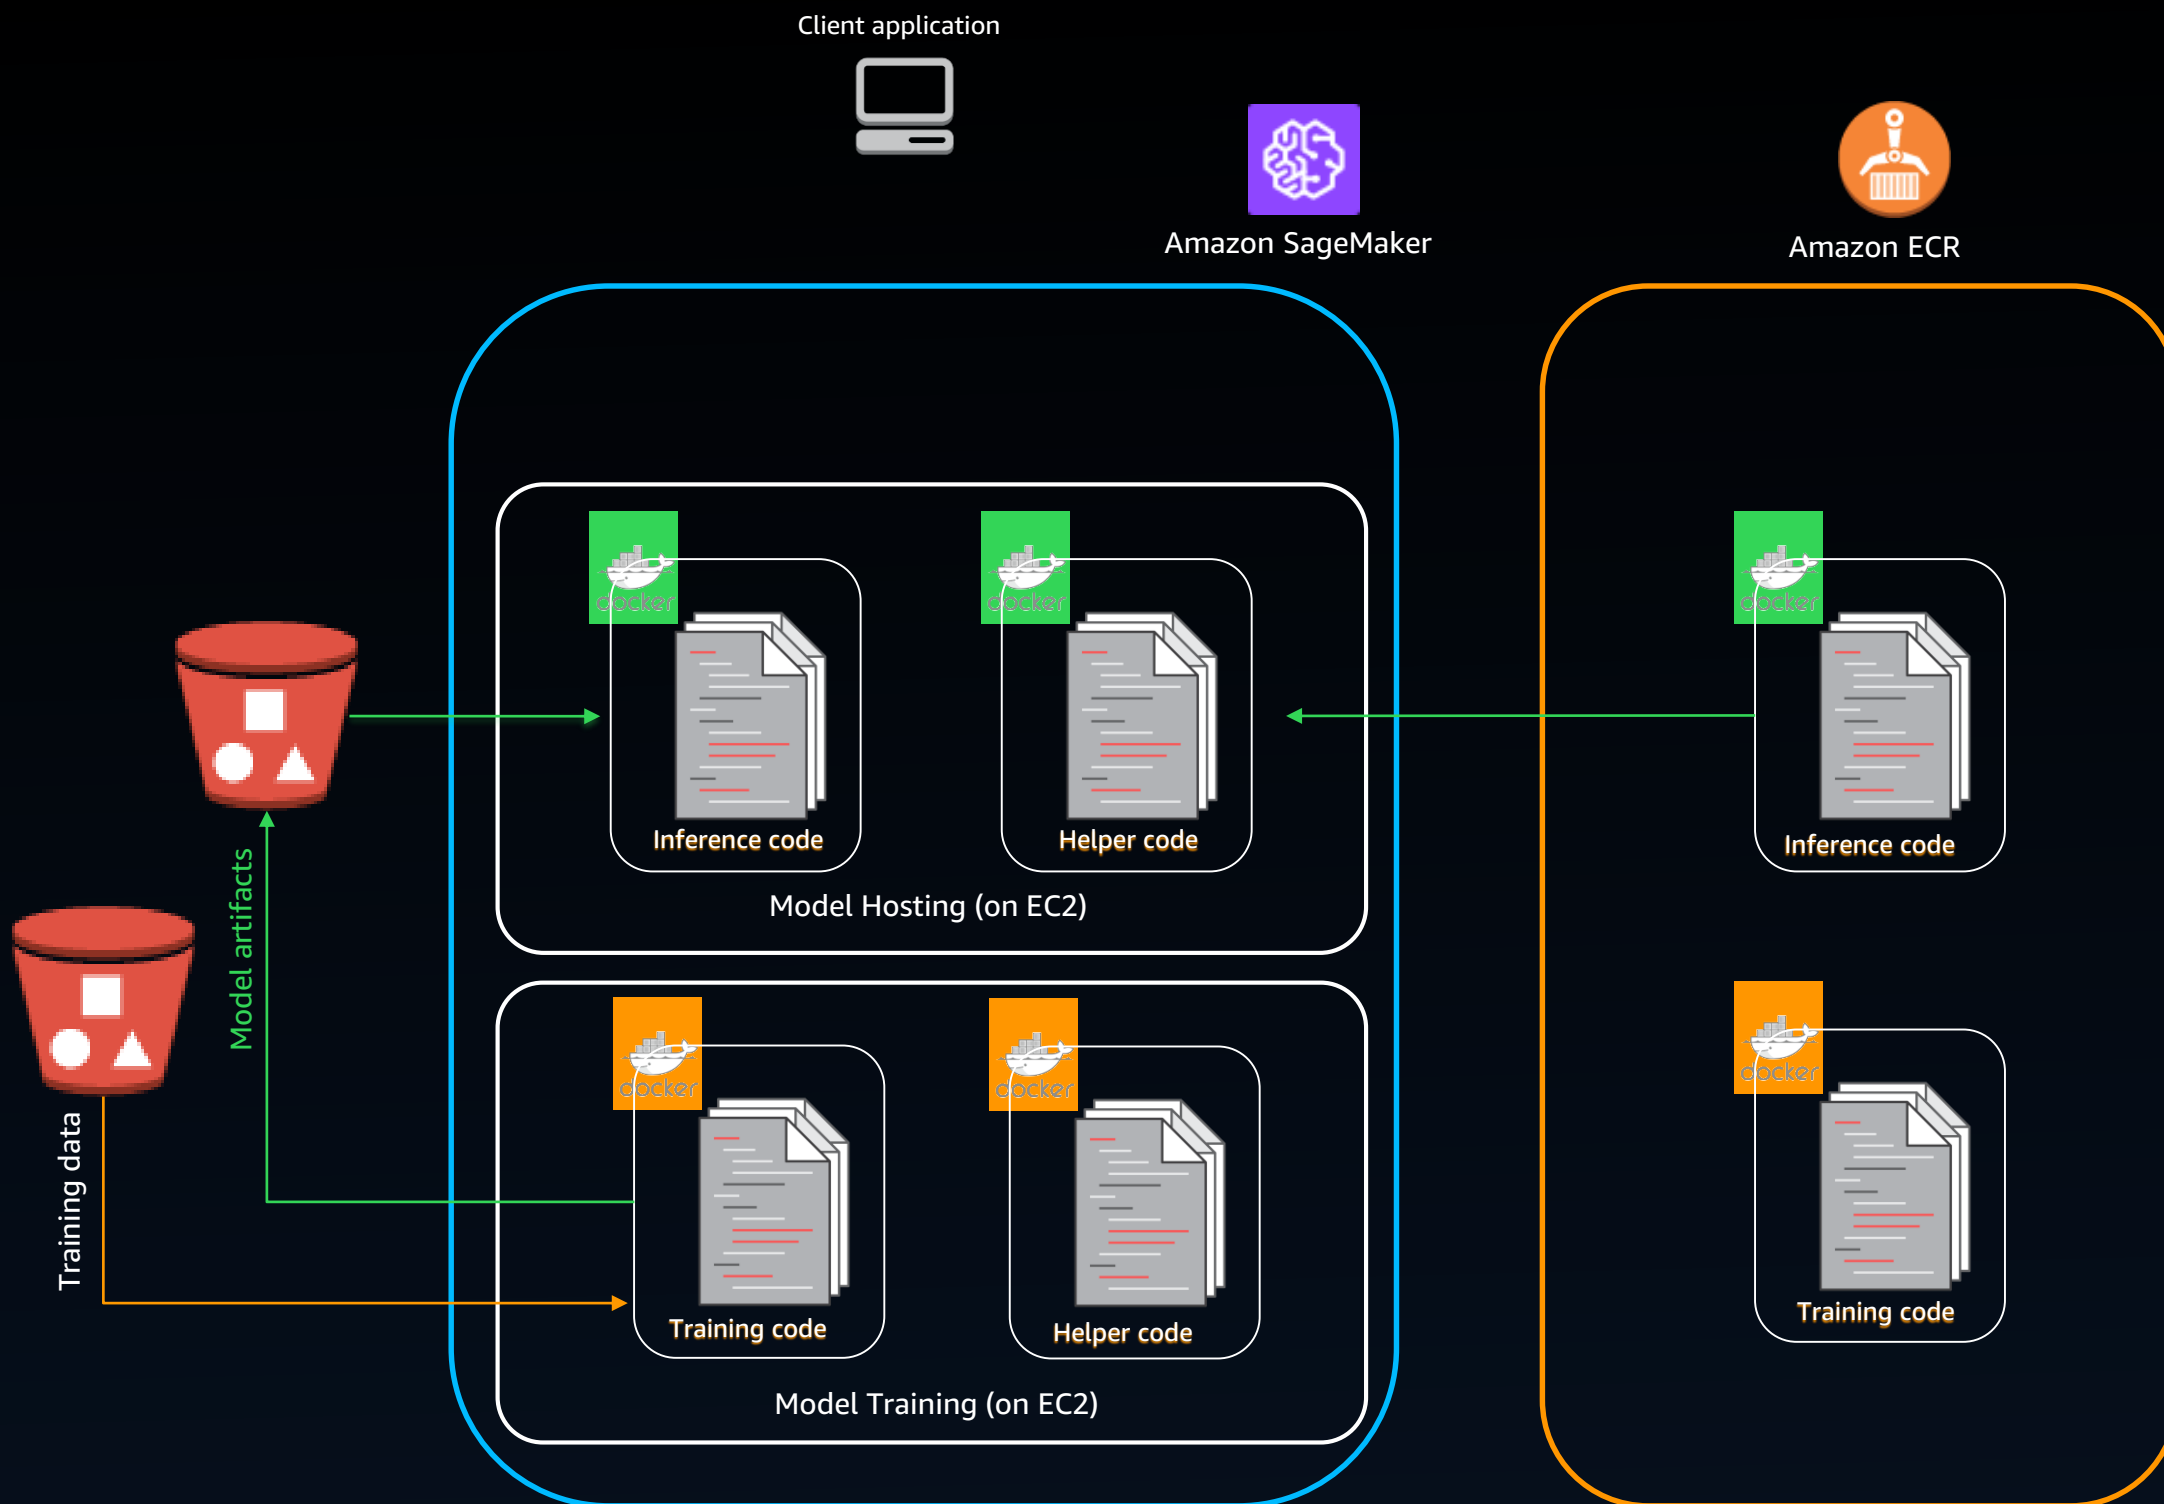 Client application
Amazon SageMaker
Amazon ECR
docker
docker
docker
Inference code
Helper code
Inference code
Model Hosting (on EC2)
Model artifacts
docker
docker
docker
Training data
Training code
Helper code
Training code
Model Training (on EC2)